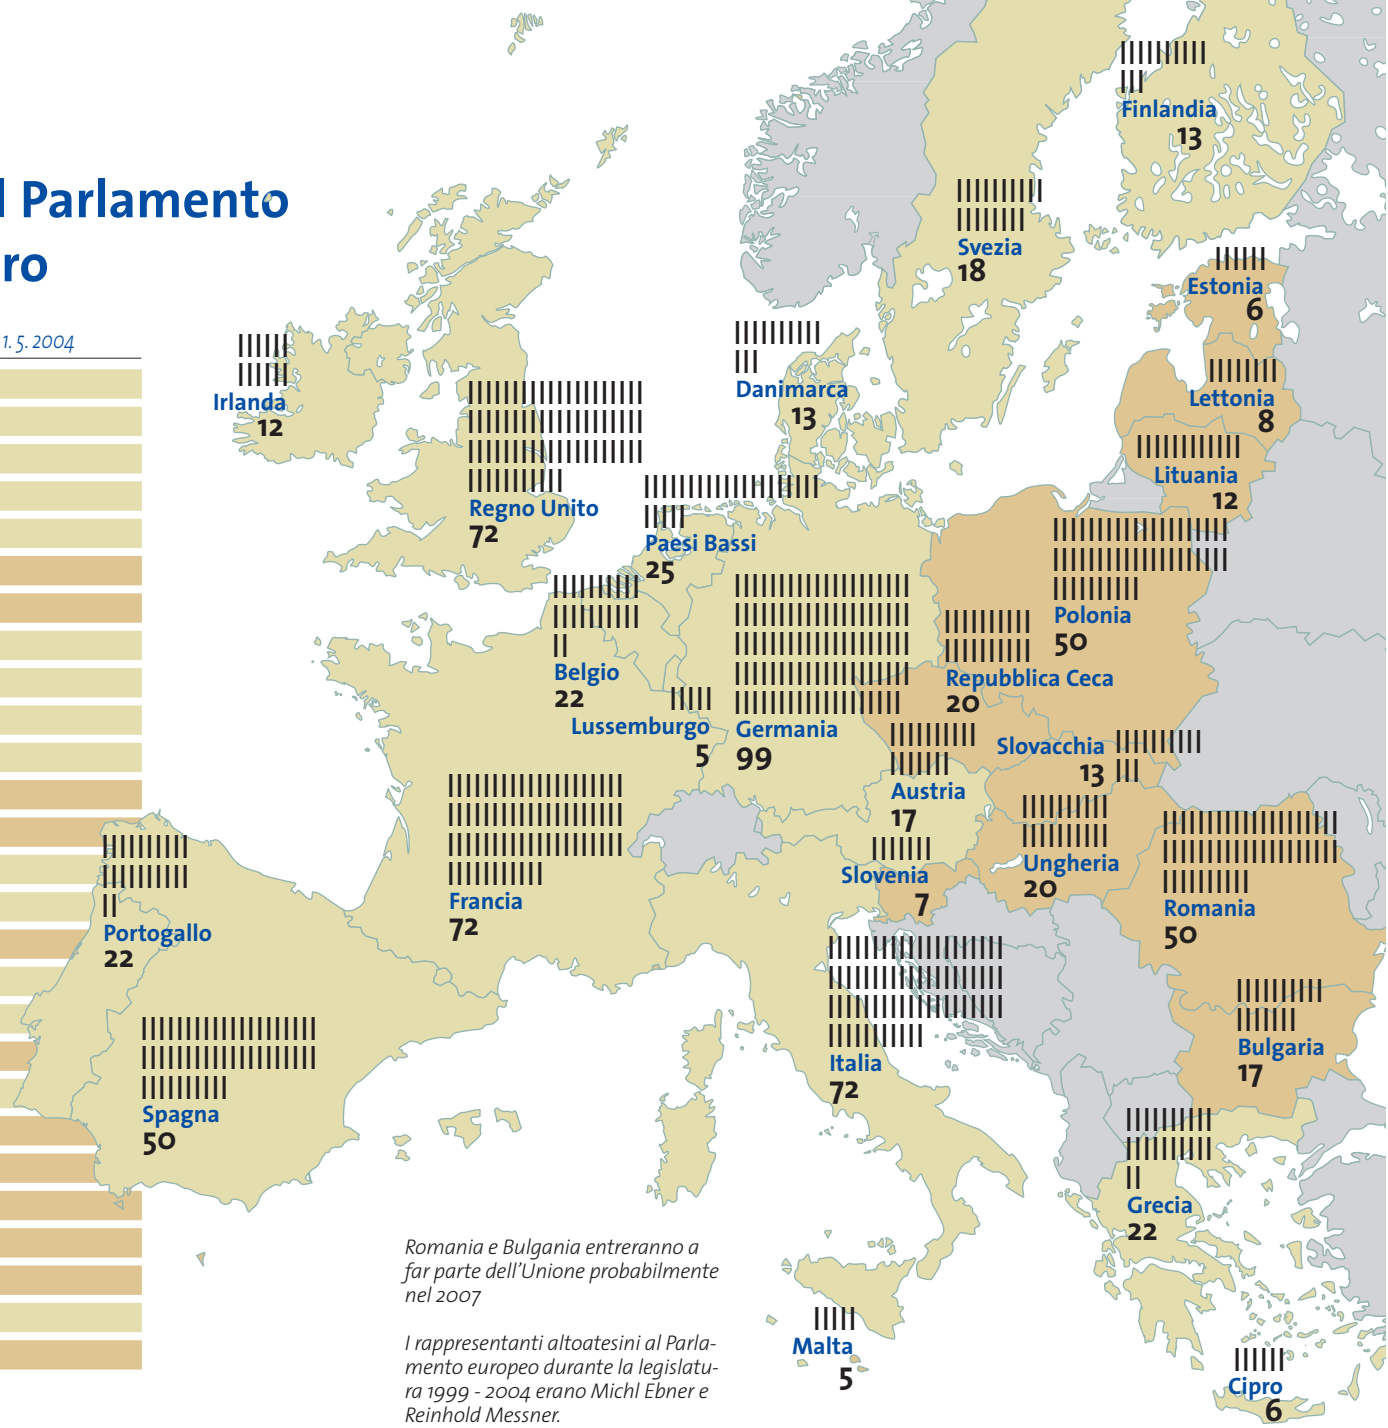 l Parlamento
ro
1. 5. 2004
Finlandia
13
Svezia
18
Estonia
6
Lettonia
8
Lituania
12
Irlanda
12
Danimarca
13
Regno Unito
72
Paesi Bassi
25
Polonia
50
Belgio
22
Repubblica Ceca
20
Lussemburgo
5
Germania
99
Slovacchia
13
Austria
17
Ungheria
20
Slovenia
7
Francia
72
Romania
50
Portogallo
22
Bulgaria
17
Italia
72
Spagna
50
Grecia
22
Romania e Bulgania entreranno a
far parte dell'Unione probabilmente
nel 2007
I rappresentanti altoatesini al Parla-
mento europeo durante la legislatu-
ra 1999 - 2004 erano Michl Ebner e
Reinhold Messner.
Malta
5
Cipro
6